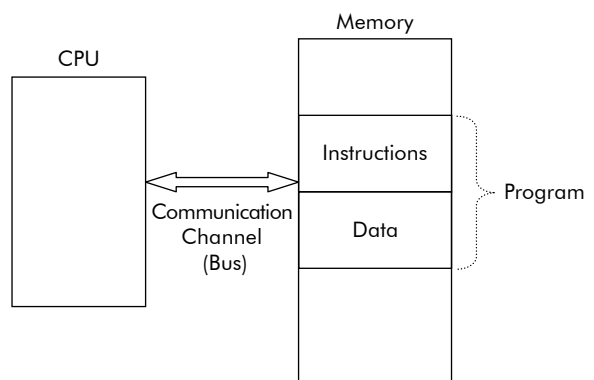 Memory
CPU
Instructions
Program
Communication
Channel
(Bus)
Data